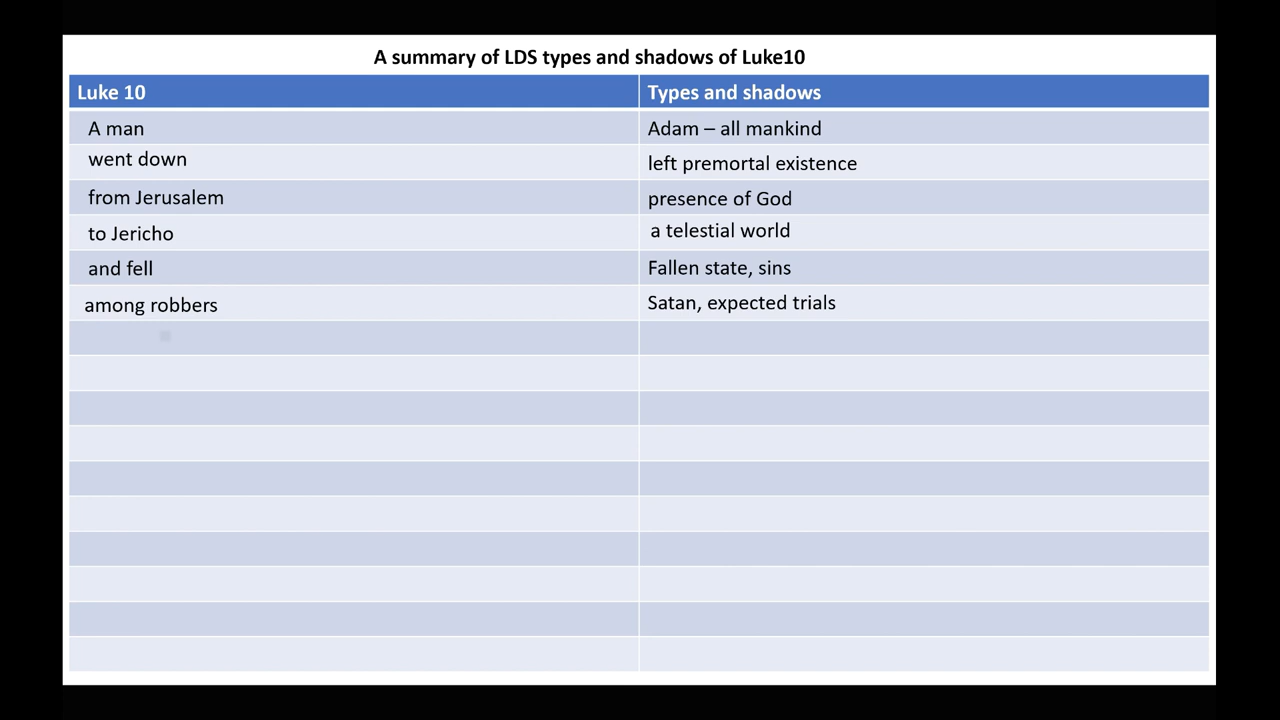 A summary of LDS types and shadows of Luke10
Luke 10 Types and shadows
A man Adam – all mankind
went down left premortal existence
from Jerusalem presence of God
to Jericho a telestial world
and fell Fallen state, sins
among robbers Satan, expected trials